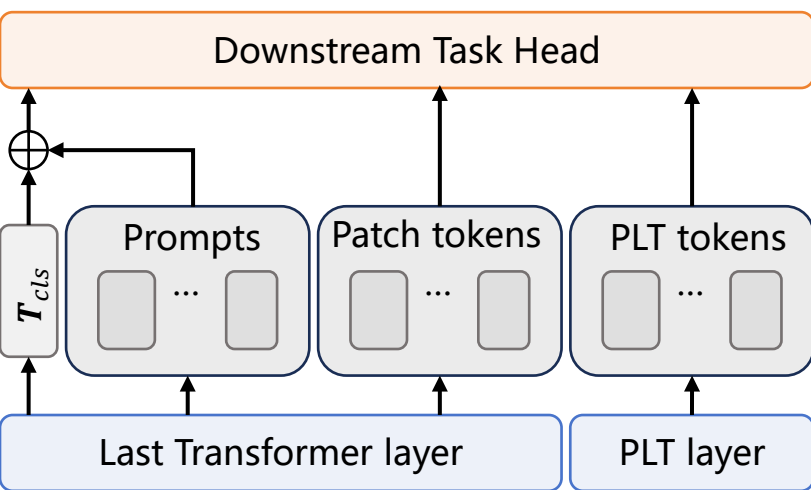 Downstream Task Head
Prompts
Patch tokens
PLT tokens
T_cls
...
...
...
Last Transformer layer
PLT layer